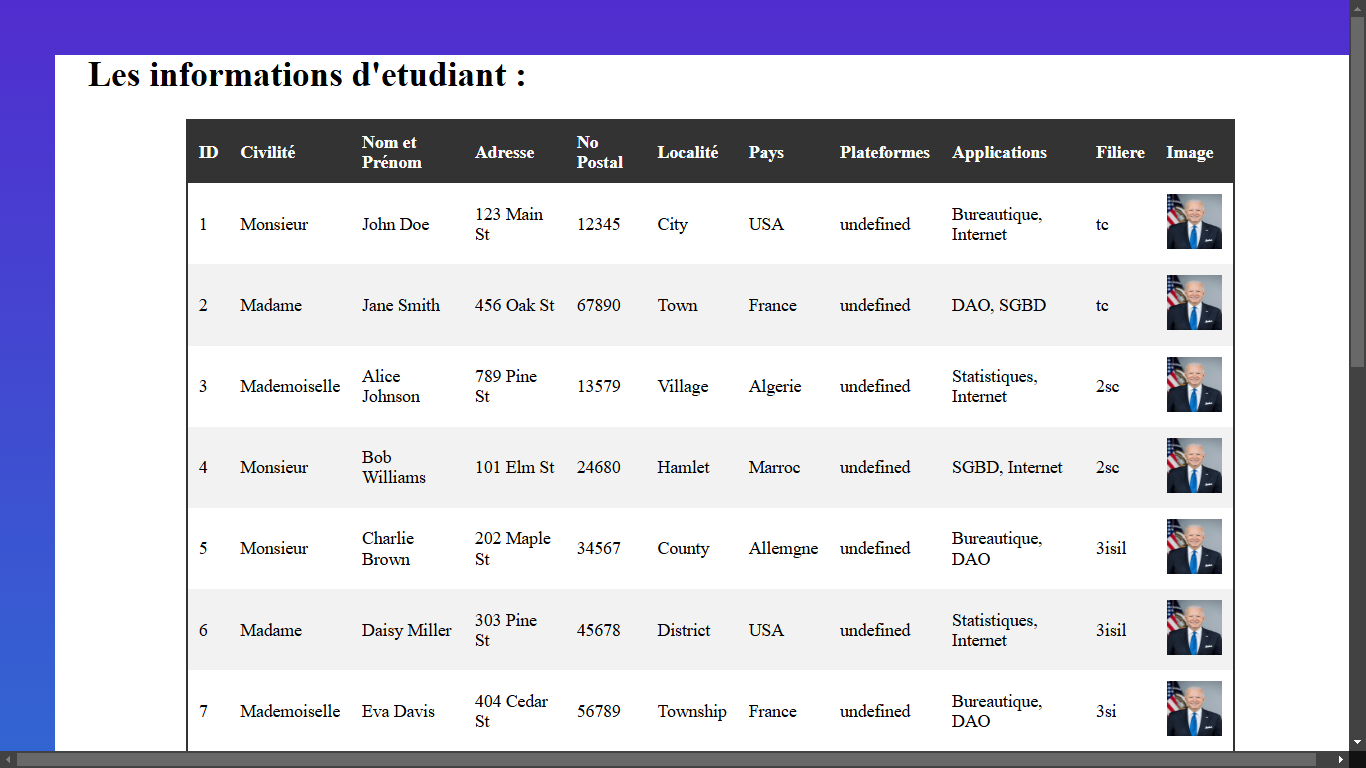 Les informations d'etudiant :
ID Civilité Nom et Prénom Adresse No Postal Localité Pays Plateformes Applications Filiere Image
1 Monsieur John Doe 123 Main St 12345 City USA undefined Bureautique, Internet tc
2 Madame Jane Smith 456 Oak St 67890 Town France undefined DAO, SGBD tc
3 Mademoiselle Alice Johnson 789 Pine St 13579 Village Algerie undefined Statistiques, Internet 2sc
4 Monsieur Bob Williams 101 Elm St 24680 Hamlet Marroc undefined SGBD, Internet 2sc
5 Monsieur Charlie Brown 202 Maple St 34567 County Allemgne undefined Bureautique, DAO 3isil
6 Madame Daisy Miller 303 Pine St 45678 District USA undefined Statistiques, Internet 3isil
7 Mademoiselle Eva Davis 404 Cedar St 56789 Township France undefined Bureautique, DAO 3si